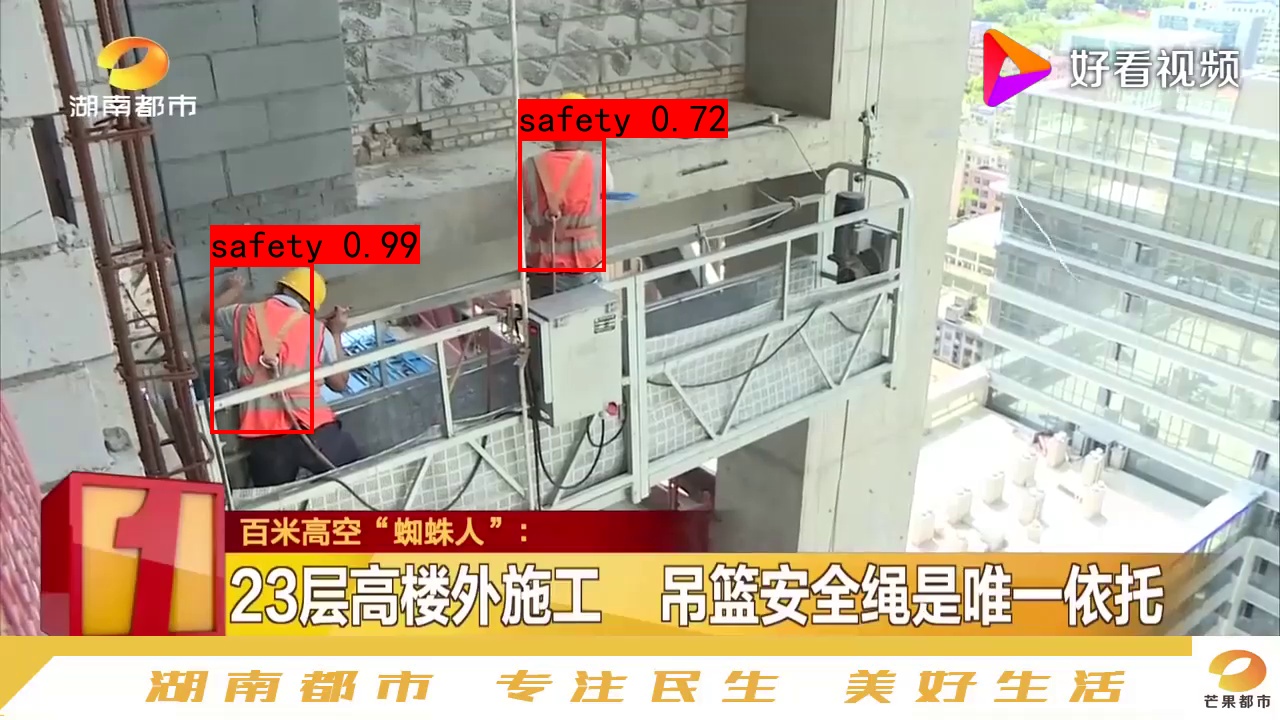 湖南都市
好看视频
safety 0.72
safety 0.99
1
百米高空“蜘蛛人”：
23层高楼外施工 吊篮安全绳是唯一依托
湖南都市 专注民生 美好生活
芒果都市